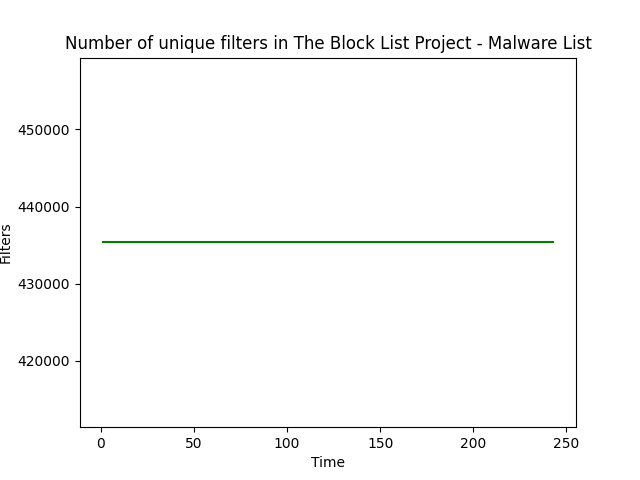 Number of unique filters in The Block List Project - Malware List
450000
440000
430000
420000
Filters
0 50 100 150 200 250
Time